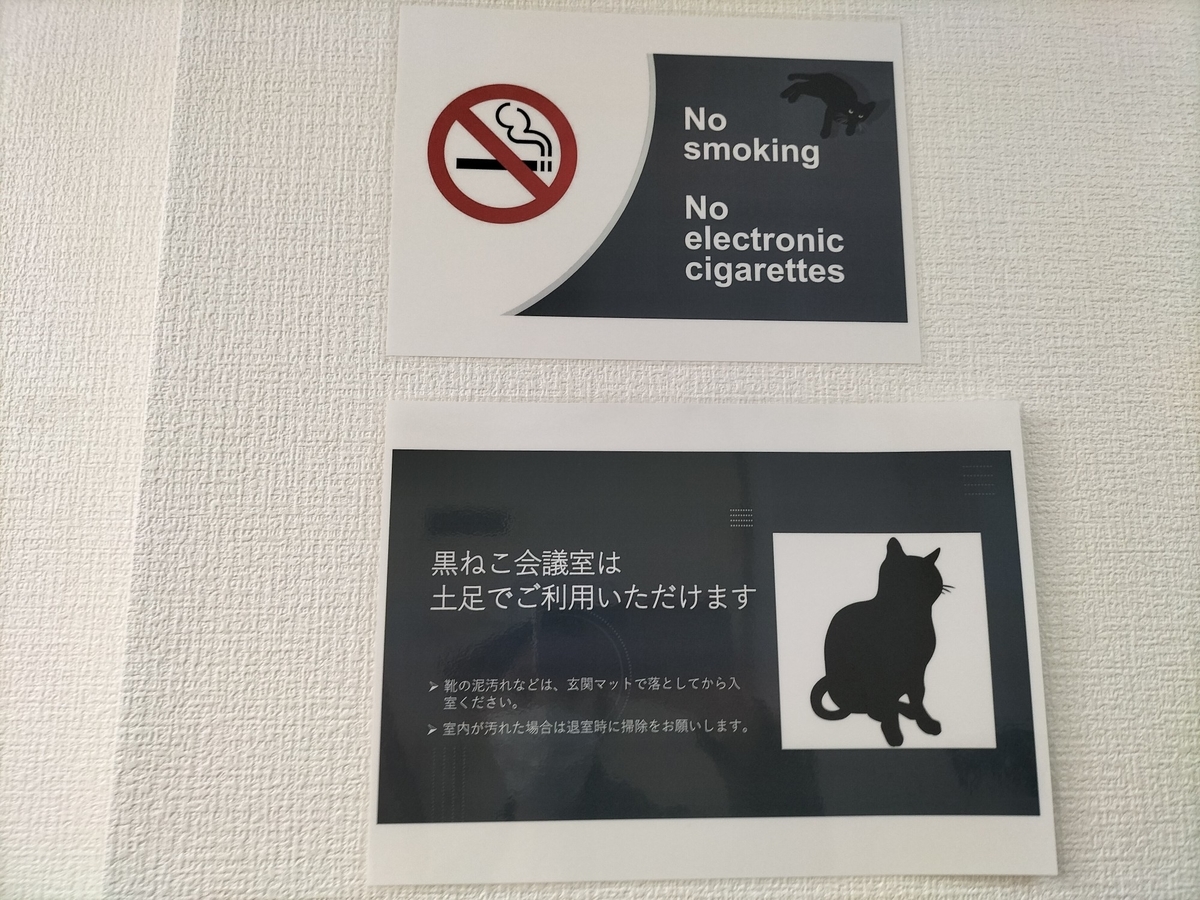 No
smoking
No
electronic
cigarettes
黒ねこ会議室は
土足でご利用いただけます
➢ 靴の泥汚れなどは、玄関マットで落としてから入
室ください。
➢ 室内が汚れた場合は退室時に掃除をお願いします。